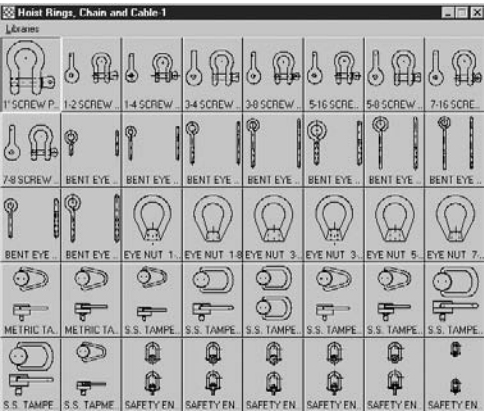 Hoist Rings, Chain and Cable-1
Libraries
1" SCREW P.. 1-2 SCREW .. 1-4 SCREW .. 3-4 SCREW .. 3-8 SCREW .. 5-16 SCRE.. 5-8 SCREW .. 7-16 SCRE..
7-8 SCREW .. BENT EYE .. BENT EYE .. BENT EYE .. BENT EYE .. BENT EYE .. BENT EYE .. BENT EYE ..
BENT EYE .. BENT EYE .. EYE NUT 1-.. EYE NUT 1-8 EYE NUT 3-.. EYE NUT 3-.. EYE NUT 5-.. EYE NUT 7-..
METRIC TA.. METRIC TA.. S.S. TAMPE.. S.S. TAMPE.. S.S. TAMPE.. S.S. TAMPE.. S.S. TAMPE.. S.S. TAMPE..
S.S. TAMPE.. S.S. TAPME.. SAFETY EN.. SAFETY EN.. SAFETY EN.. SAFETY EN.. SAFETY EN.. SAFETY EN..